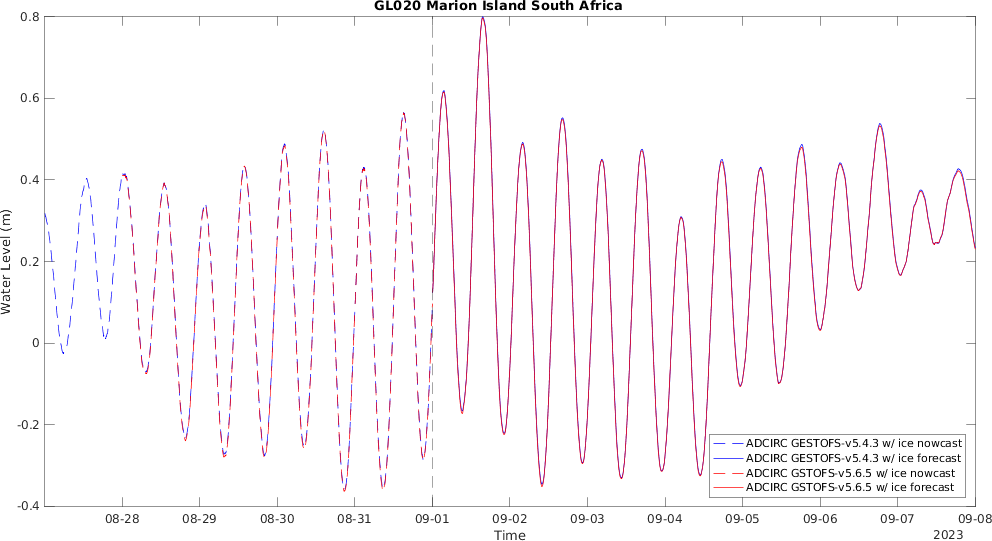 GL020 Marion Island South Africa
Water Level (m)
0.8
0.6
0.4
0.2
0
-0.2
-0.4
ADCIRC GESTOFS-v5.4.3 w/ ice nowcast
ADCIRC GESTOFS-v5.4.3 w/ ice forecast
ADCIRC GSTOFS-v5.6.5 w/ ice nowcast
ADCIRC GSTOFS-v5.6.5 w/ ice forecast
08-28 08-29 08-30 08-31 09-01 09-02 09-03 09-04 09-05 09-06 09-07 09-08
Time
2023